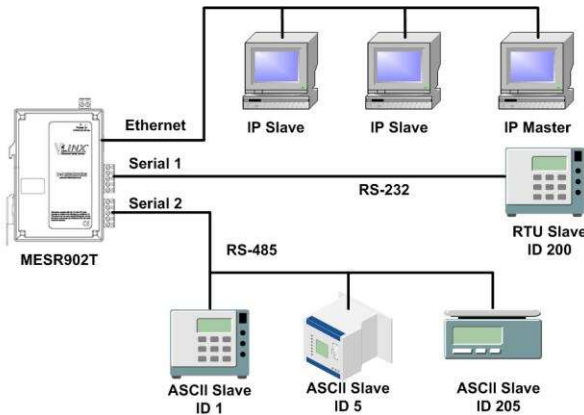 Ethernet
IP Slave
IP Slave
IP Master
VLINX
Serial 1
RS-232
Serial 2
RTU Slave
ID 200
MESR902T
RS-485
ASCII Slave
ID 1
ASCII Slave
ID 5
ASCII Slave
ID 205